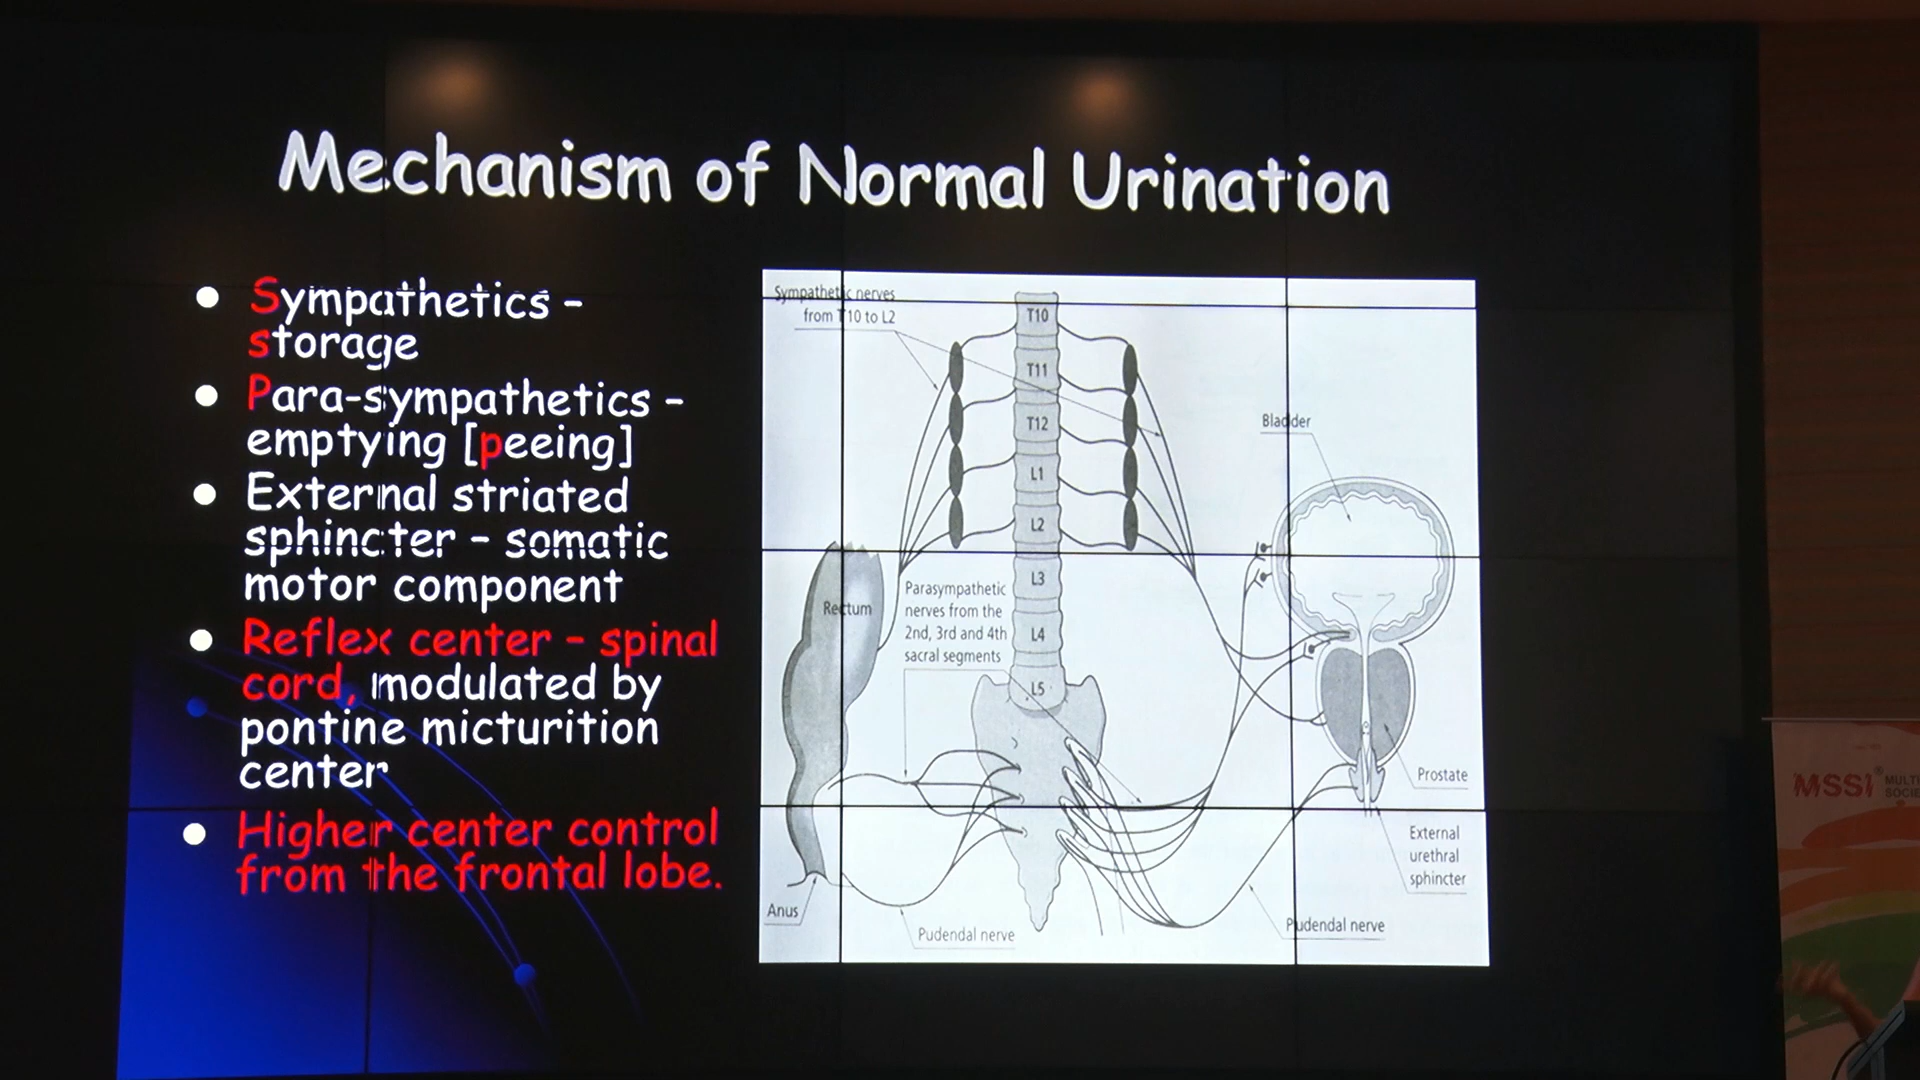 Mechanism of Normal Urination
Sympathetics -
storage
Para-sympathetics -
emptying [peeing]
External striated
sphincter - somatic
motor component
Reflex center - spinal
cord, modulated by
pontine micturition
center
Higher center control
from the frontal lobe.
Sympathetic nerves
from T10 to L2
T10
T11
T12
L1
L2
L3
L4
L5
Bladder
Rectum
Parasympathetic
nerves from the
2nd, 3rd and 4th
sacral segments
Prostate
External
urethral
sphincter
Anus
Pudendal nerve
Pudendal nerve
MSSI®